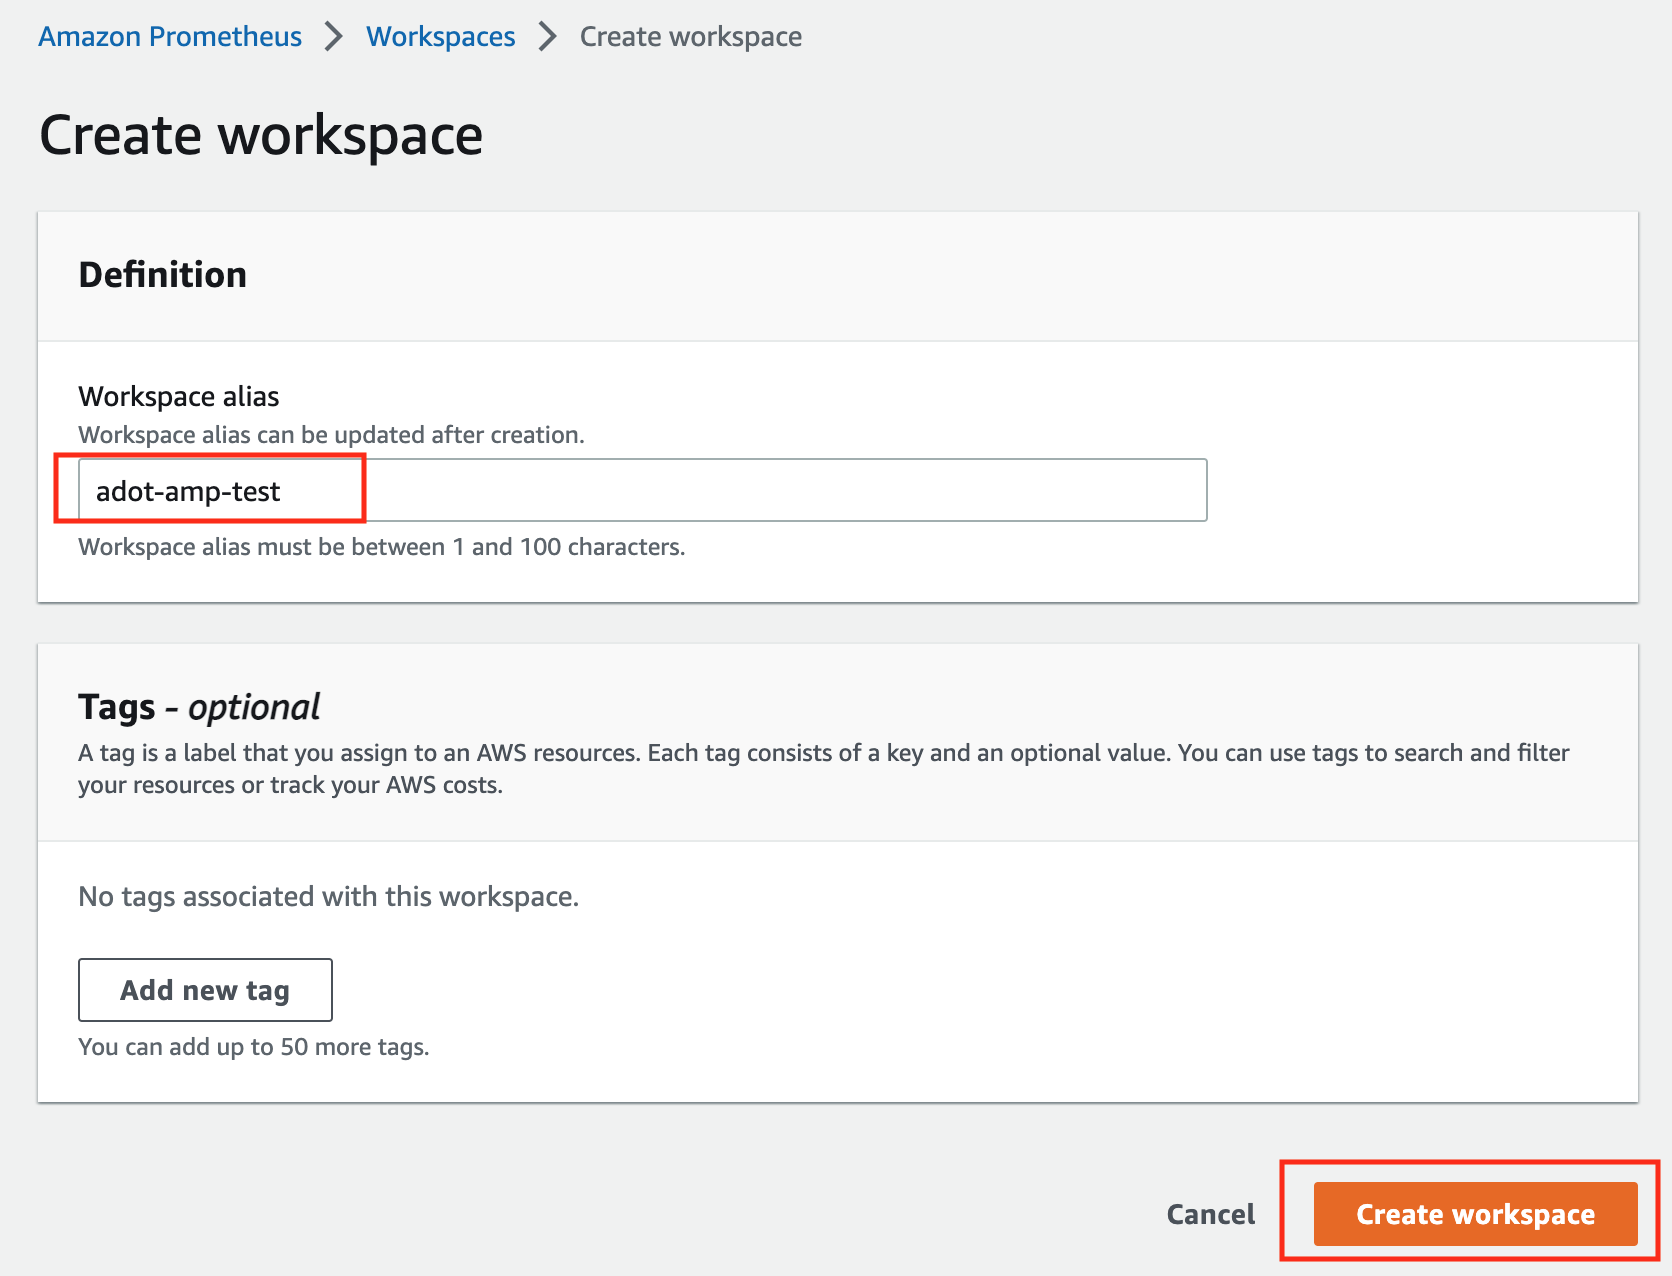 Amazon Prometheus > Workspaces > Create workspace
Create workspace
Definition
Workspace alias
Workspace alias can be updated after creation.
adot-amp-test
Workspace alias must be between 1 and 100 characters.
Tags - optional
A tag is a label that you assign to an AWS resources. Each tag consists of a key and an optional value. You can use tags to search and filter
your resources or track your AWS costs.
No tags associated with this workspace.
Add new tag
You can add up to 50 more tags.
Cancel Create workspace